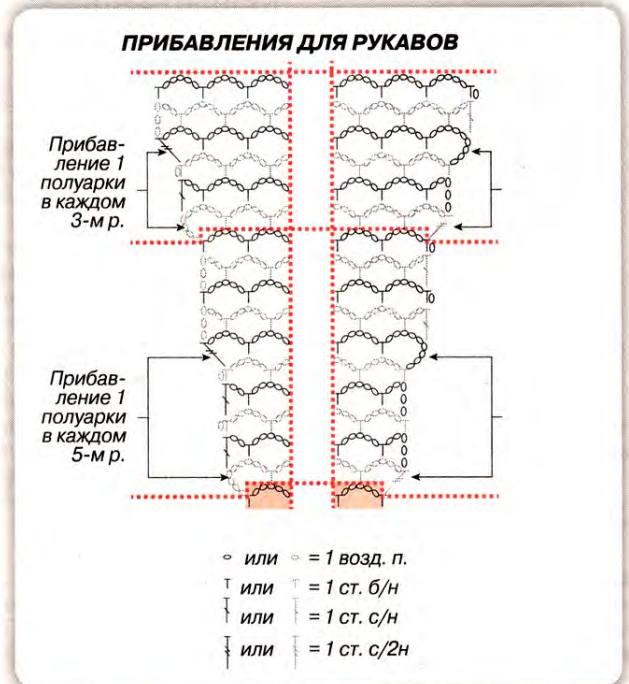 ПРИБАВЛЕНИЯ ДЛЯ РУКАВОВ
Прибав-
ление 1
полуарки
в каждом
3-м р.
Прибав-
ление 1
полуарки
в каждом
5-м р.
или = 1 возд. п.
или = 1 ст. б/н
или = 1 ст. с/н
или = 1 ст. с/2н